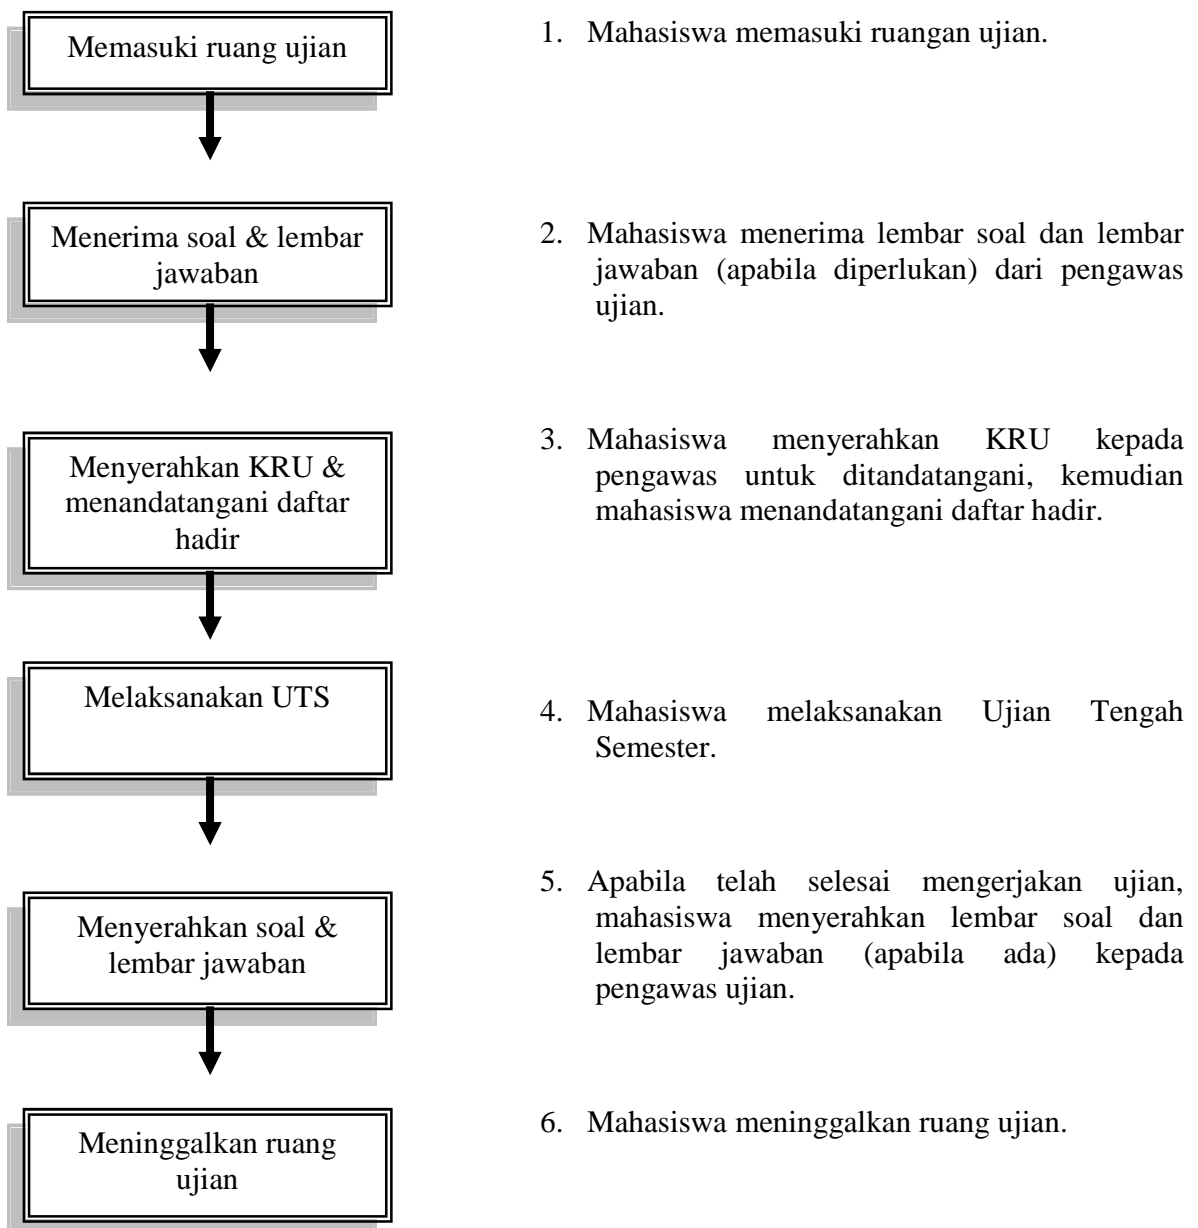 Memasuki ruang ujian
1. Mahasiswa memasuki ruangan ujian.
Menerima soal & lembar
jawaban
2. Mahasiswa menerima lembar soal dan lembar
jawaban (apabila diperlukan) dari pengawas
ujian.
Menyerahkan KRU &
menandatangani daftar
hadir
3. Mahasiswa menyerahkan KRU kepada
pengawas untuk ditandatangani, kemudian
mahasiswa menandatangani daftar hadir.
Melaksanakan UTS
4. Mahasiswa melaksanakan Ujian Tengah
Semester.
Menyerahkan soal &
lembar jawaban
5. Apabila telah selesai mengerjakan ujian,
mahasiswa menyerahkan lembar soal dan
lembar jawaban (apabila ada) kepada
pengawas ujian.
Meninggalkan ruang
ujian
6. Mahasiswa meninggalkan ruang ujian.